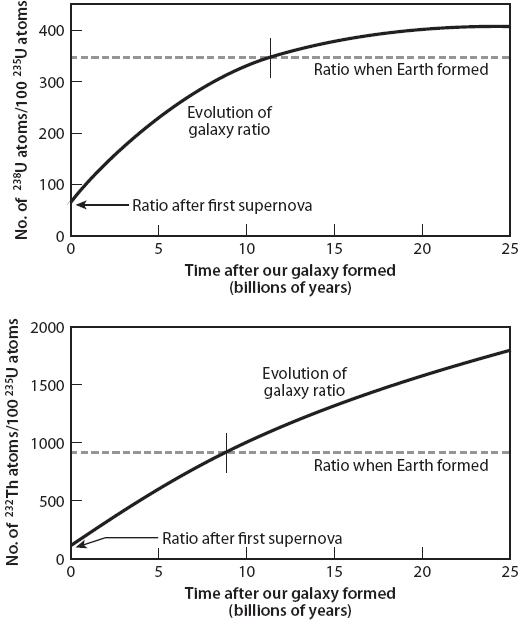 No. of ²³⁸U atoms/100 ²³⁵U atoms
400
300
200
100
0
Ratio when Earth formed
Evolution of
galaxy ratio
Ratio after first supernova
0 5 10 15 20 25
Time after our galaxy formed
(billions of years)
No. of ²³²Th atoms/100 ²³⁵U atoms
2000
1500
1000
500
0
Evolution of
galaxy ratio
Ratio when Earth formed
Ratio after first supernova
0 5 10 15 20 25
Time after our galaxy formed
(billions of years)